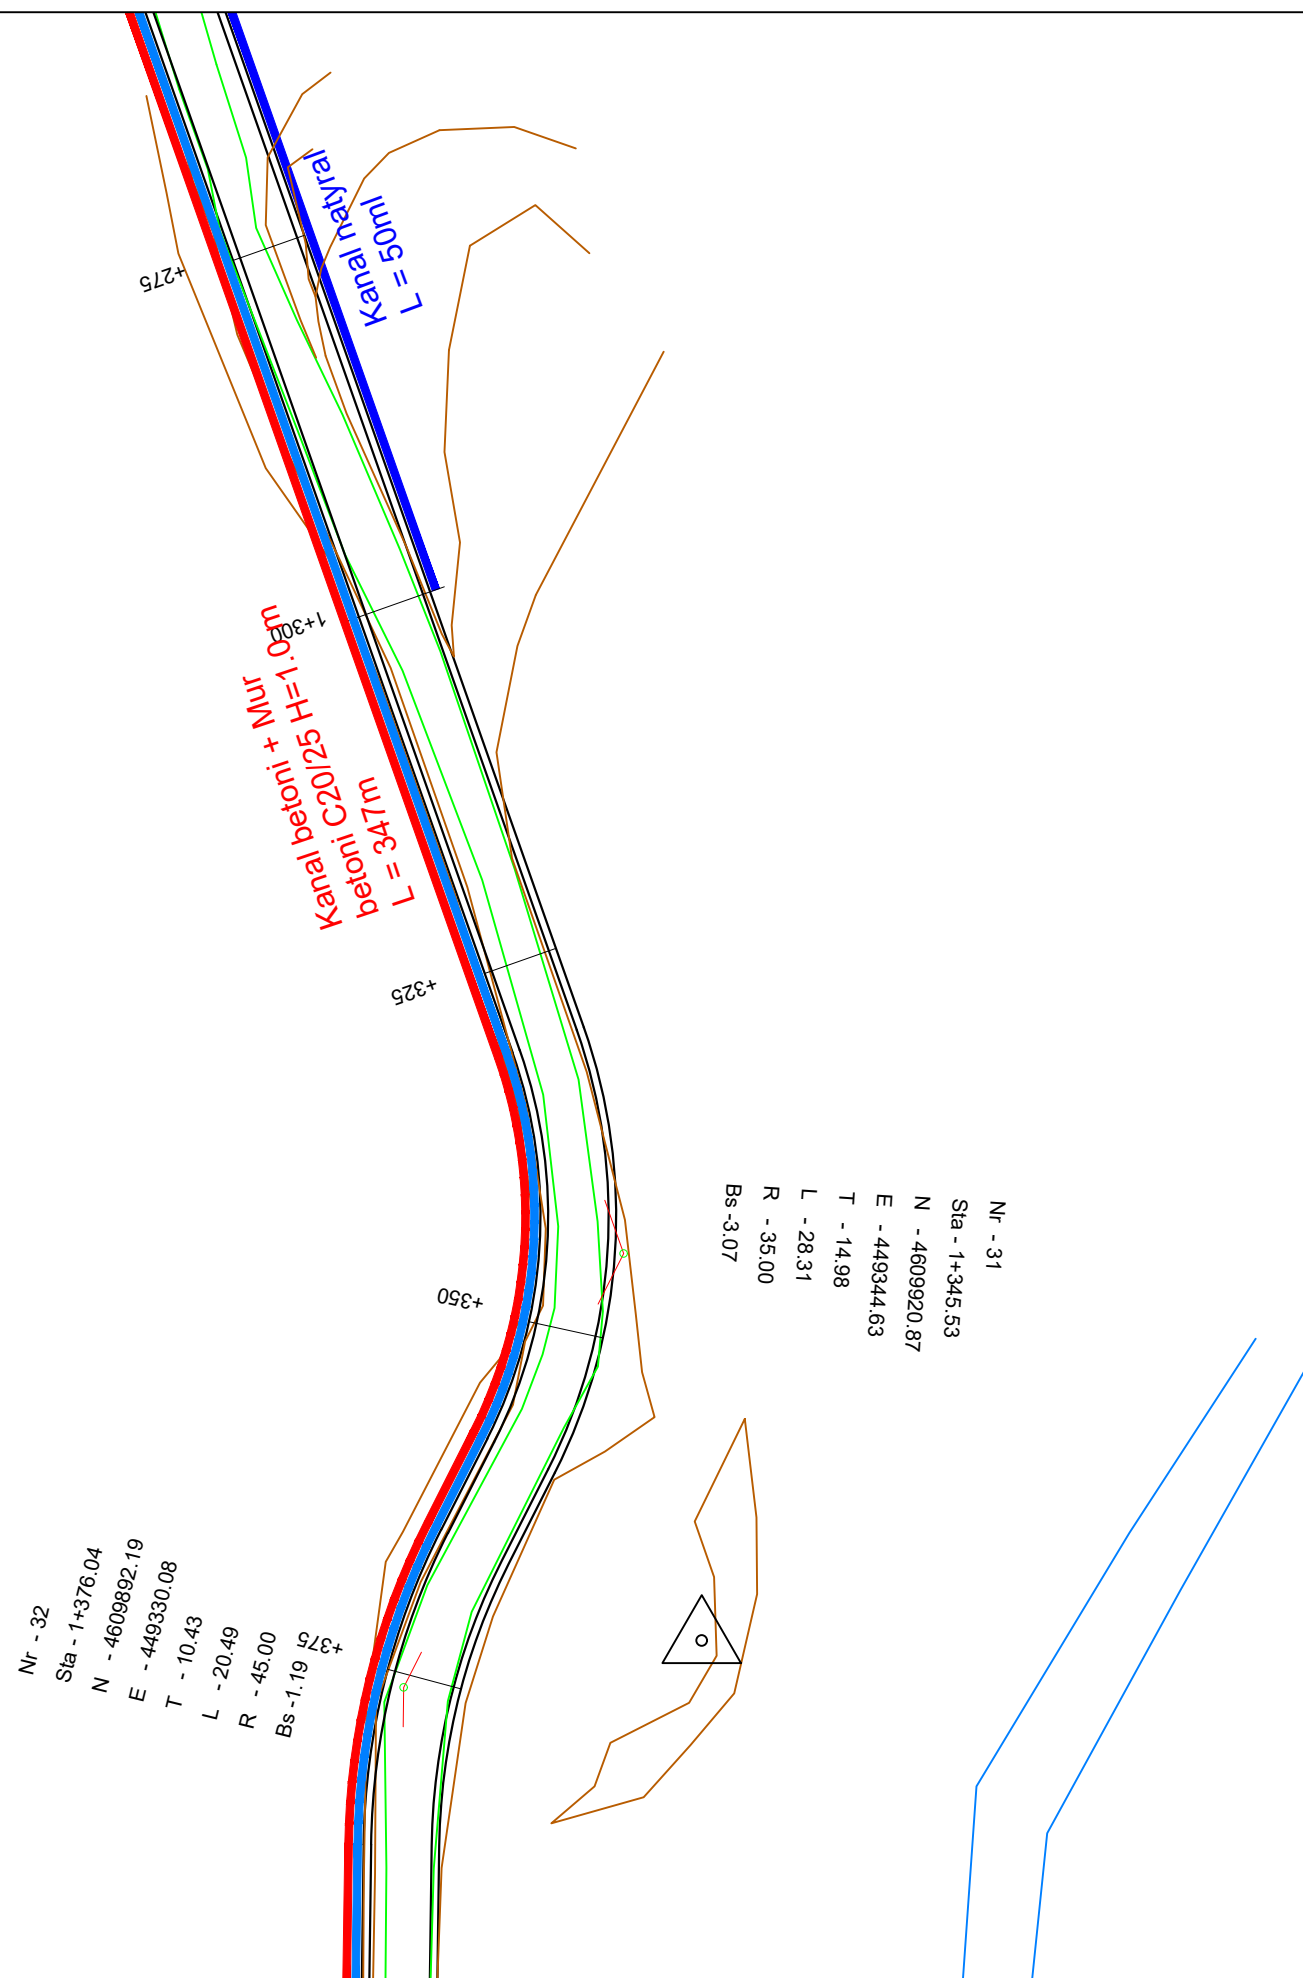 Kanal natyral
L = 50ml
+275
1+300
Kanal betoni + Mur
betoni C20/25 H=1.0m
L = 347m
+325
Nr - 31
Sta - 1+345.53
N - 4609920.87
E - 449344.63
T - 14.98
L - 28.31
R - 35.00
Bs -3.07
+350
Nr - 32
Sta - 1+376.04
N - 4609892.19
E - 449330.08
T - 10.43
L - 20.49
R - 45.00
Bs -1.19
+375